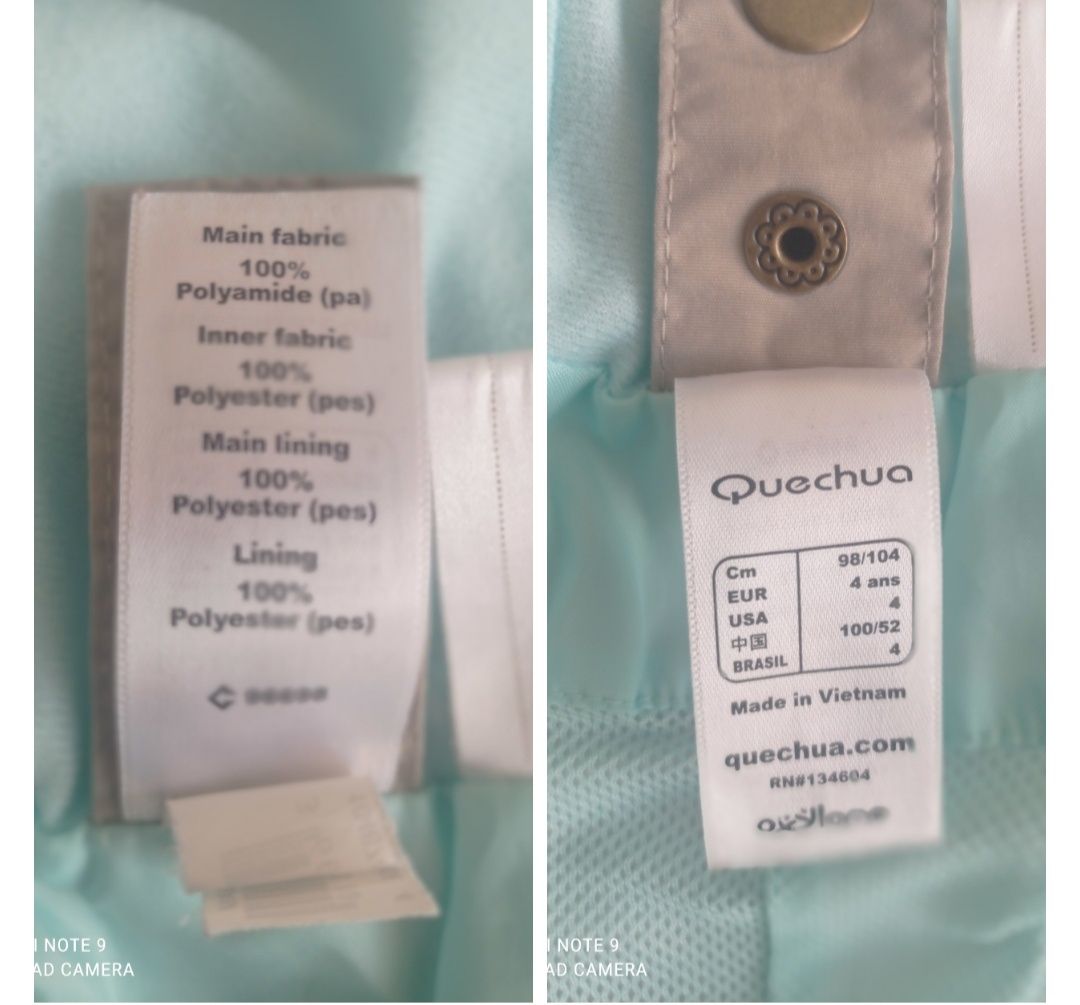 Main fabric
100%
Polyamide (pa)
Inner fabric
100%
Polyester (pes)
Main lining
100%
Polyester (pes)
Lining
100%
Polyester (pes)
I NOTE 9
AD CAMERA
Quechua
Cm 98/104
EUR 4 ans
USA 4
中国 100/52
BRASIL 4
Made in Vietnam
quechua.com
RN#134604
oxylane
I NOTE 9
AD CAMERA